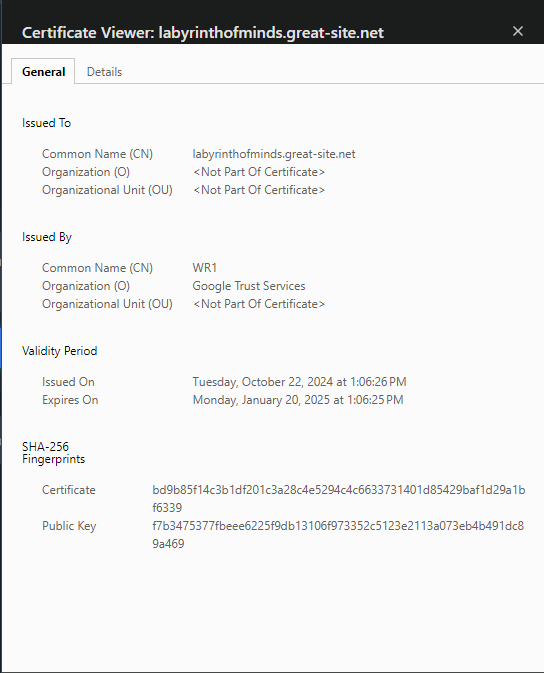 Certificate Viewer: labyrinthofminds.great-site.net
General Details
Issued To
Common Name (CN) labyrinthofminds.great-site.net
Organization (O) <Not Part Of Certificate>
Organizational Unit (OU) <Not Part Of Certificate>
Issued By
Common Name (CN) WR1
Organization (O) Google Trust Services
Organizational Unit (OU) <Not Part Of Certificate>
Validity Period
Issued On Tuesday, October 22, 2024 at 1:06:26 PM
Expires On Monday, January 20, 2025 at 1:06:25 PM
SHA-256
Fingerprints
Certificate bd9b85f14c3b1df201c3a28c4e5294c4c6633731401d85429baf1d29a1b
f6339
Public Key f7b3475377fbeee6225f9db13106f973352c5123e2113a073eb4b491dc8
9a469